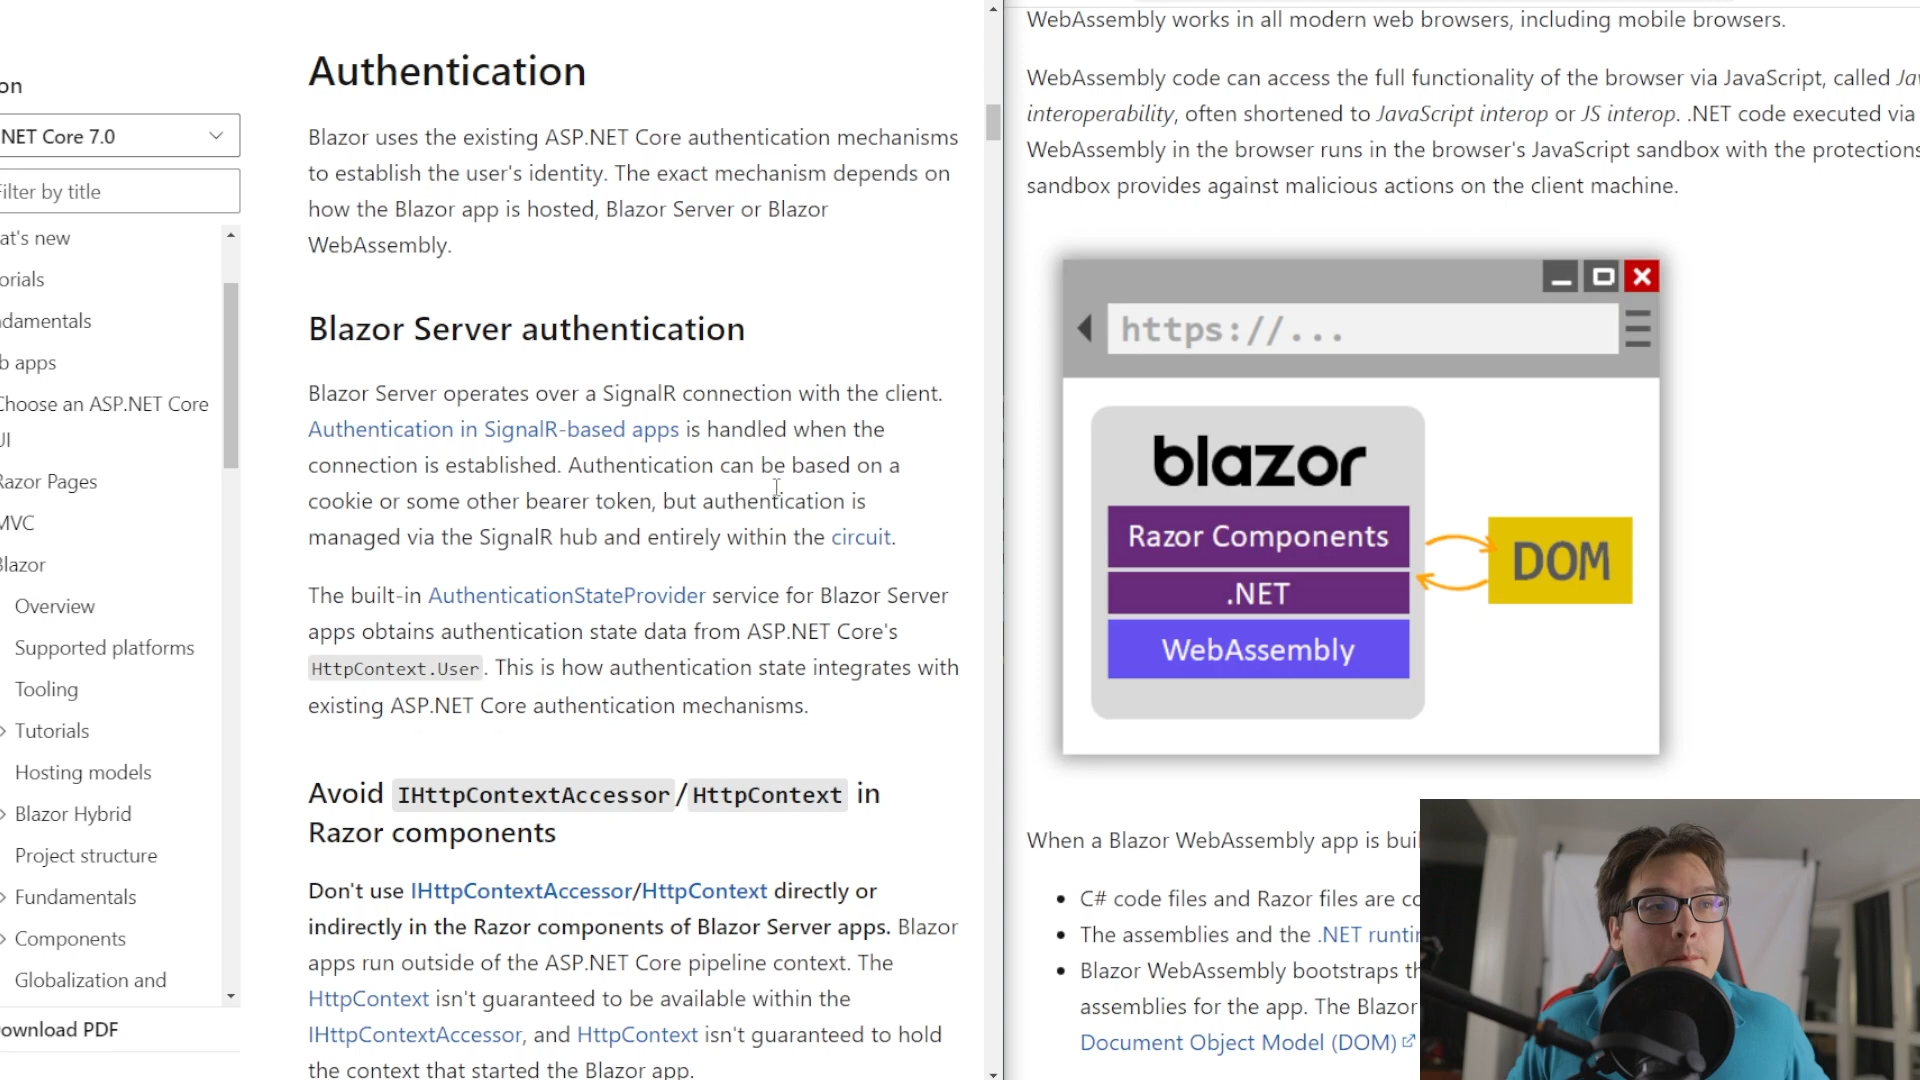 on
NET Core 7.0
Filter by title
at's new
orials
ndamentals
b apps
Choose an ASP.NET Core
UI
Razor Pages
MVC
Blazor
Overview
Supported platforms
Tooling
Tutorials
Hosting models
Blazor Hybrid
Project structure
Fundamentals
Components
Globalization and
ownload PDF
Authentication
Blazor uses the existing ASP.NET Core authentication mechanisms
to establish the user's identity. The exact mechanism depends on
how the Blazor app is hosted, Blazor Server or Blazor
WebAssembly.
Blazor Server authentication
Blazor Server operates over a SignalR connection with the client.
Authentication in SignalR-based apps is handled when the
connection is established. Authentication can be based on a
cookie or some other bearer token, but authentication is
managed via the SignalR hub and entirely within the circuit.
The built-in AuthenticationStateProvider service for Blazor Server
apps obtains authentication state data from ASP.NET Core's
HttpContext.User. This is how authentication state integrates with
existing ASP.NET Core authentication mechanisms.
Avoid IHttpContextAccessor/HttpContext in
Razor components
Don't use IHttpContextAccessor/HttpContext directly or
indirectly in the Razor components of Blazor Server apps. Blazor
apps run outside of the ASP.NET Core pipeline context. The
HttpContext isn't guaranteed to be available within the
IHttpContextAccessor, and HttpContext isn't guaranteed to hold
the context that started the Blazor app.
WebAssembly works in all modern web browsers, including mobile browsers.
WebAssembly code can access the full functionality of the browser via JavaScript, called Jav
interoperability, often shortened to JavaScript interop or JS interop. .NET code executed via
WebAssembly in the browser runs in the browser's JavaScript sandbox with the protections
sandbox provides against malicious actions on the client machine.
https://...
blazor
Razor Components
.NET
WebAssembly
DOM
When a Blazor WebAssembly app is buil
• C# code files and Razor files are co
• The assemblies and the .NET runtin
• Blazor WebAssembly bootstraps th
assemblies for the app. The Blazor
Document Object Model (DOM)